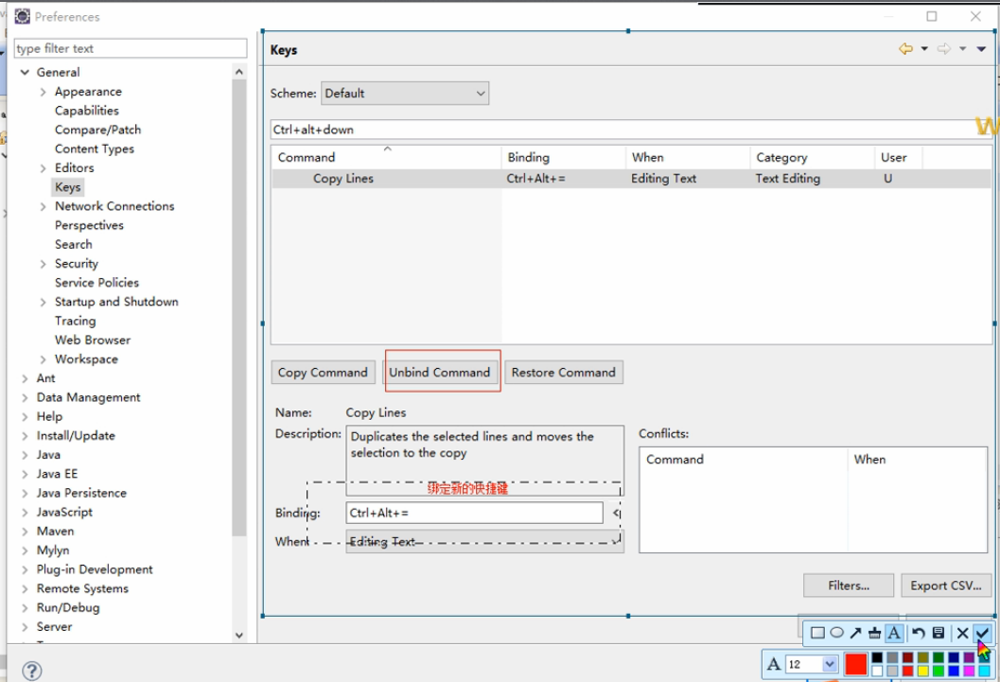 Preferences
type filter text
General
Appearance
Capabilities
Compare/Patch
Content Types
Editors
Keys
Network Connections
Perspectives
Search
Security
Service Policies
Startup and Shutdown
Tracing
Web Browser
Workspace
Ant
Data Management
Help
Install/Update
Java
Java EE
Java Persistence
JavaScript
Maven
Mylyn
Plug-in Development
Remote Systems
Run/Debug
Server
Keys
Scheme: Default
Ctrl+alt+down
Command Binding When Category User
Copy Lines Ctrl+Alt+= Editing Text Text Editing U
Copy Command Unbind Command Restore Command
Name: Copy Lines
Description: Duplicates the selected lines and moves the
selection to the copy
绑定新的快捷键
Binding: Ctrl+Alt+=
When: Editing Text
Conflicts:
Command When
Filters... Export CSV...
A
A 12